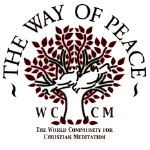 ~ THE WAY OF PEACE ~
WC CM
THE WORLD COMMUNITY FOR
CHRISTIAN MEDITATION